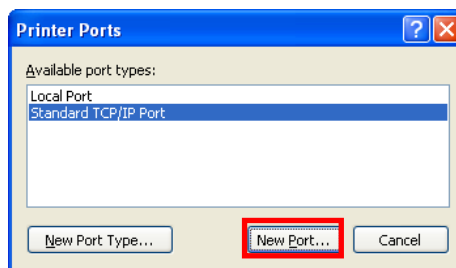 Printer Ports
Available port types:
Local Port
Standard TCP/IP Port
New Port Type... New Port... Cancel